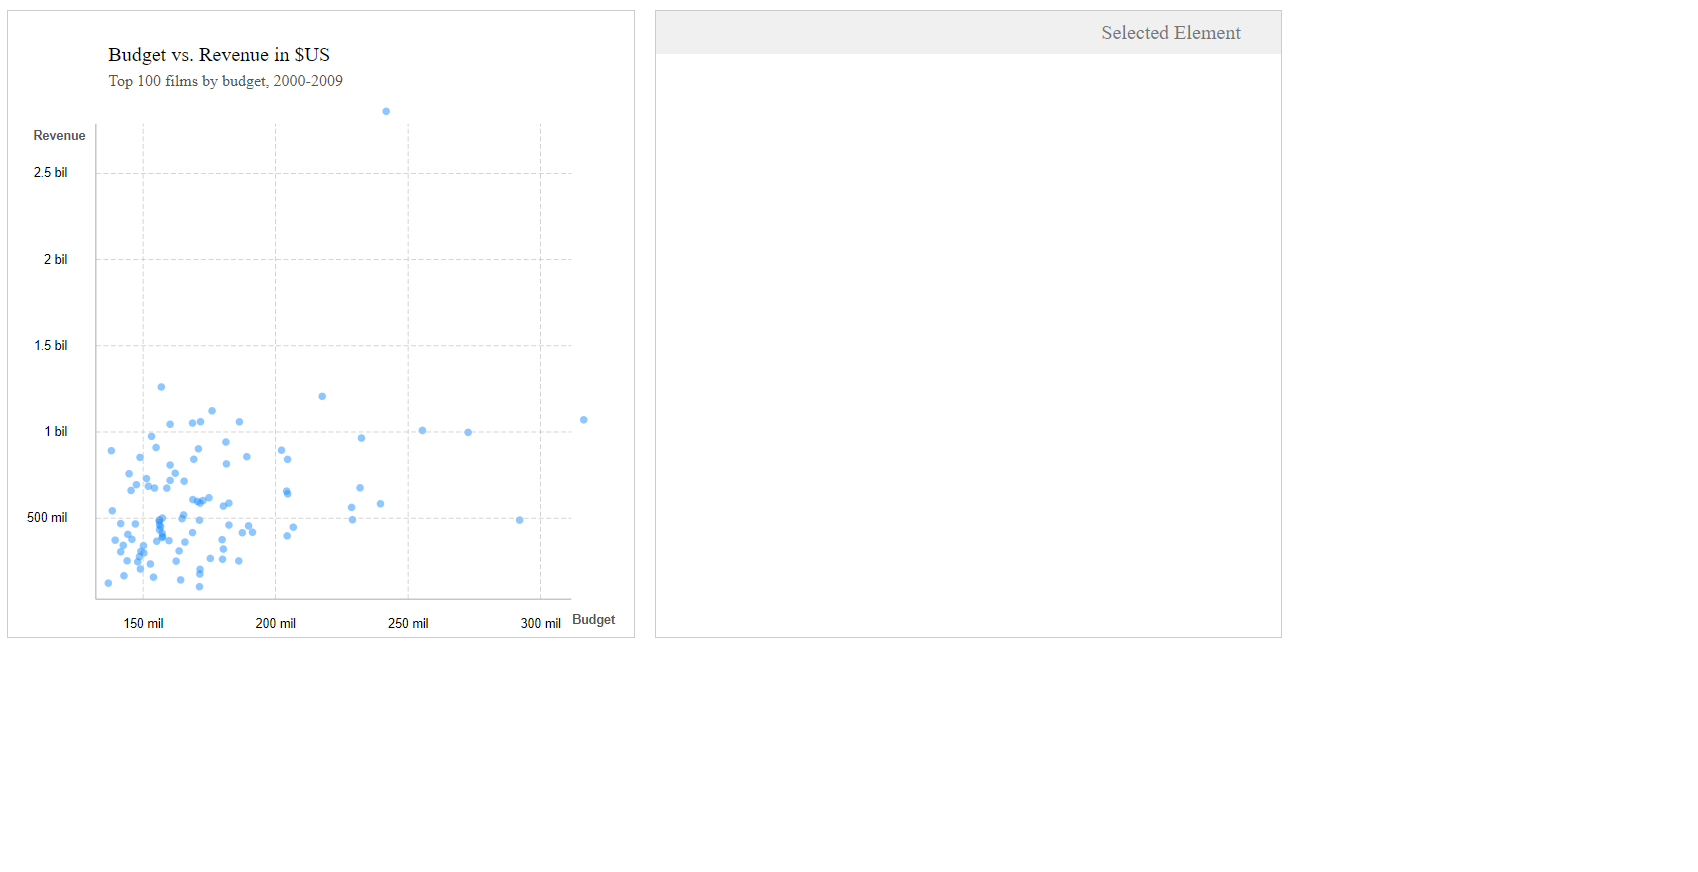 Budget vs. Revenue in $US
Top 100 films by budget, 2000-2009
Revenue
2.5 bil
2 bil
1.5 bil
1 bil
500 mil
150 mil
200 mil
250 mil
300 mil
Budget
Selected Element